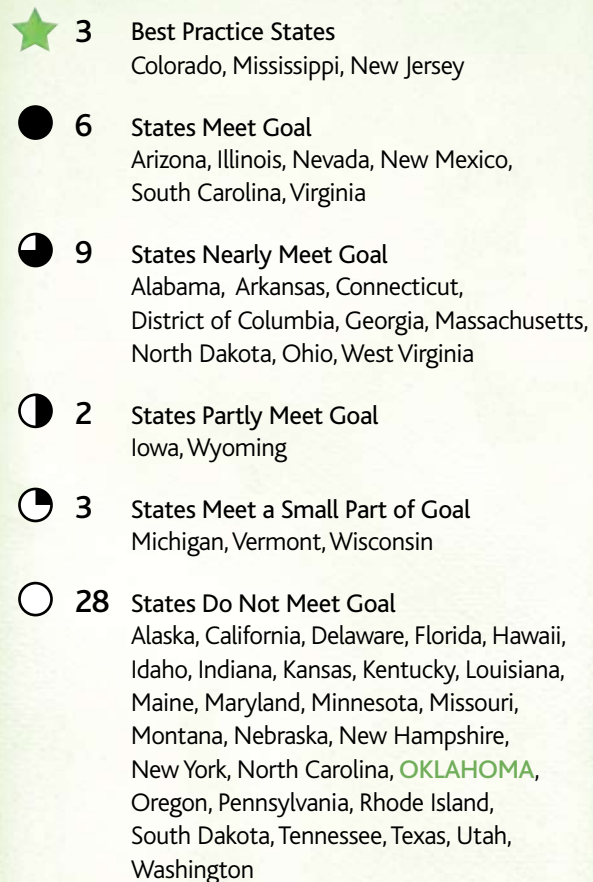 3 Best Practice States
Colorado, Mississippi, New Jersey
6 States Meet Goal
Arizona, Illinois, Nevada, New Mexico,
South Carolina, Virginia
9 States Nearly Meet Goal
Alabama, Arkansas, Connecticut,
District of Columbia, Georgia, Massachusetts,
North Dakota, Ohio, West Virginia
2 States Partly Meet Goal
Iowa, Wyoming
3 States Meet a Small Part of Goal
Michigan, Vermont, Wisconsin
28 States Do Not Meet Goal
Alaska, California, Delaware, Florida, Hawaii,
Idaho, Indiana, Kansas, Kentucky, Louisiana,
Maine, Maryland, Minnesota, Missouri,
Montana, Nebraska, New Hampshire,
New York, North Carolina, OKLAHOMA,
Oregon, Pennsylvania, Rhode Island,
South Dakota, Tennessee, Texas, Utah,
Washington